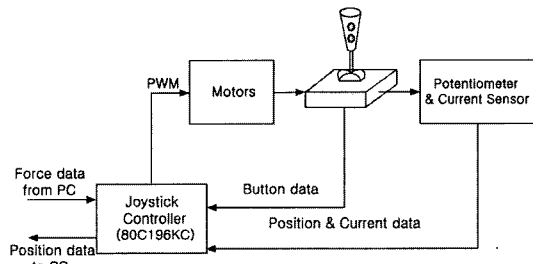 PWM
Motors
Potentiometer
& Current Sensor
Force data
from PC
Button data
Joystick
Controller
(80C196KC)
Position & Current data
Position data
to PC